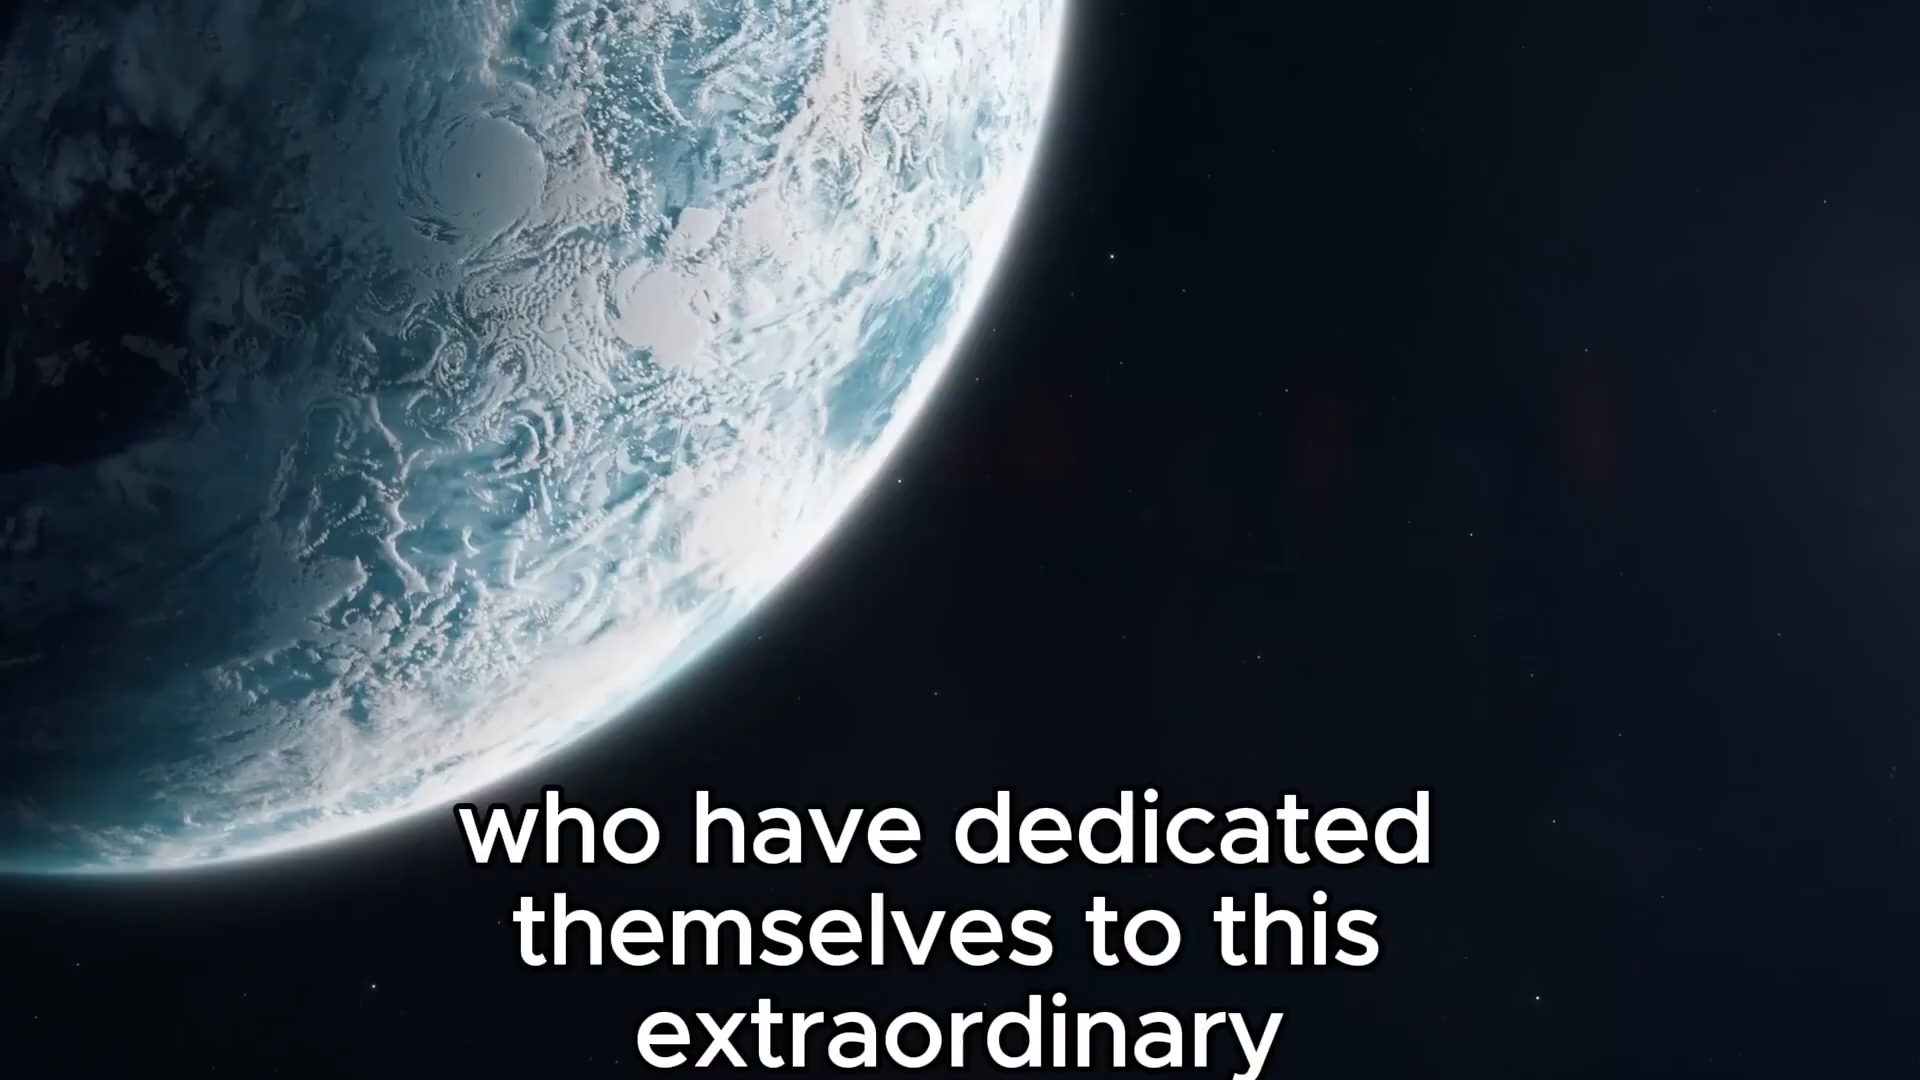 who have dedicated
themselves to this
extraordinary